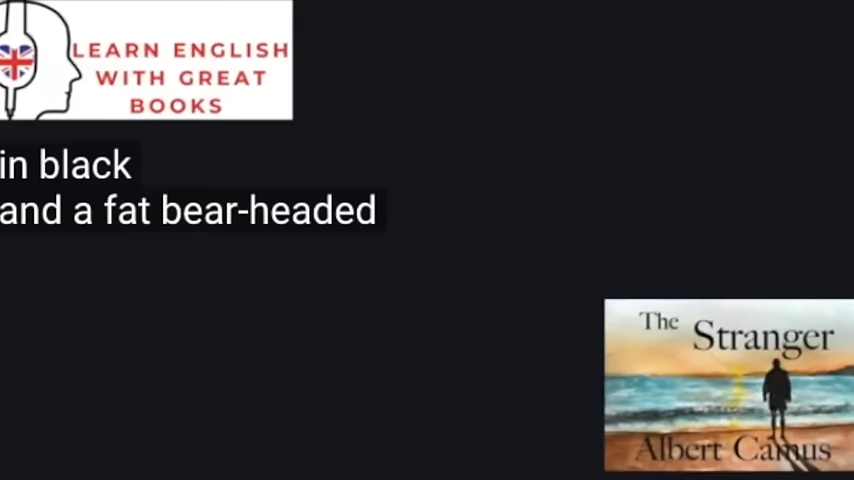 LEARN ENGLISH
WITH GREAT
BOOKS
in black
and a fat bear-headed
The Stranger
Albert Camus